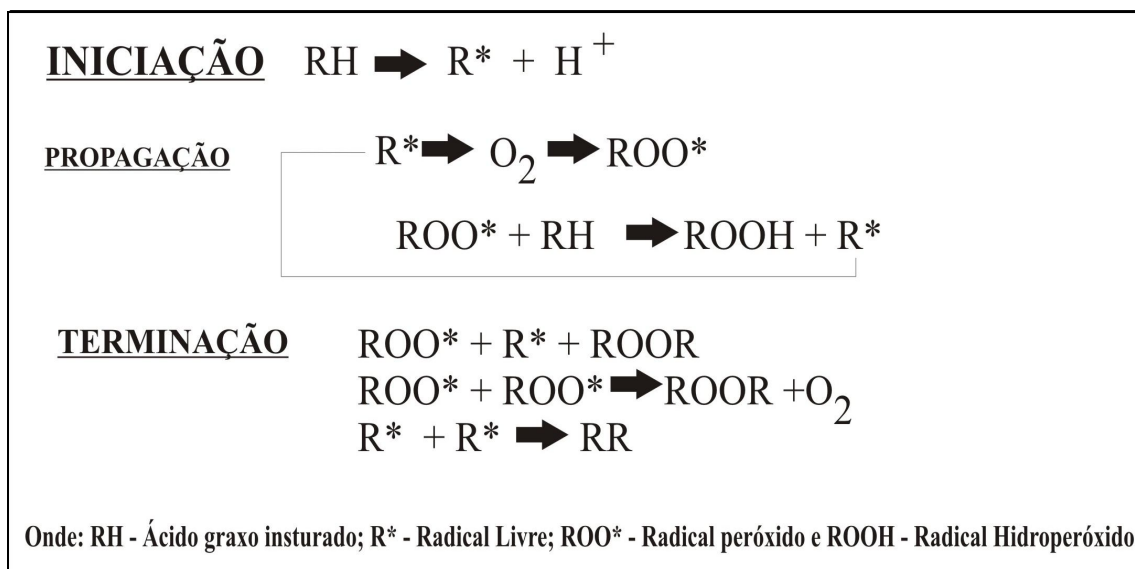 INICIAÇÃO RH ➡ R* + H⁺
PROPAGAÇÃO R* ➡ O₂ ➡ ROO*
ROO* + RH ➡ ROOH + R*
TERMINAÇÃO ROO* + R* + ROOR
ROO* + ROO* ➡ ROOR +O₂
R* + R* ➡ RR
Onde: RH - Ácido graxo insturado; R* - Radical Livre; ROO* - Radical peróxido e ROOH - Radical Hidroperóxido